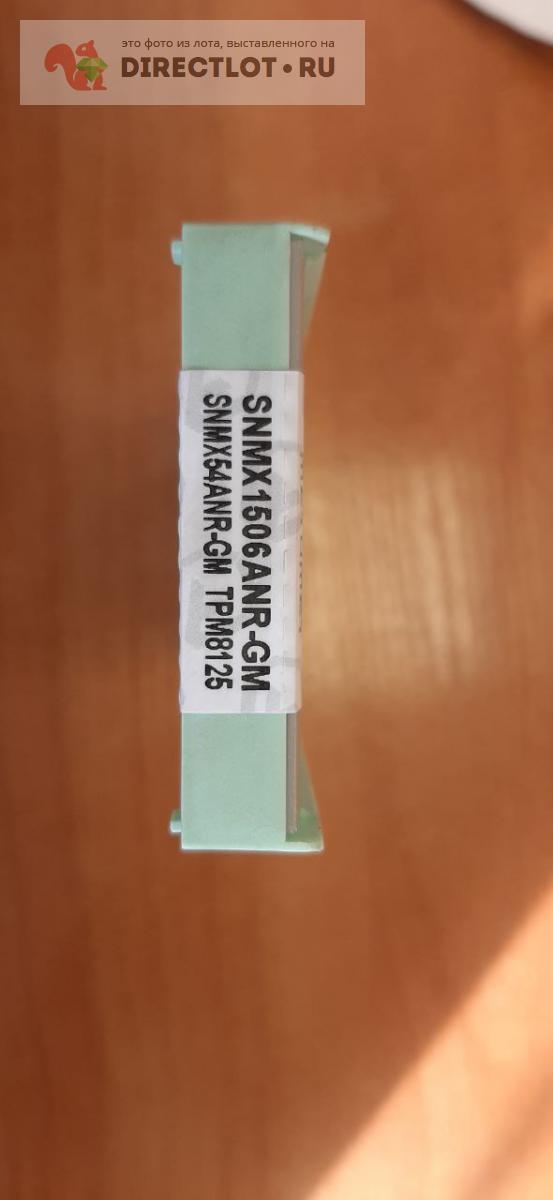 это фото из лота, выставленного на
DIRECTLOT•RU
SNMX1506ANR-GM
SNMX54ANR-GM TPM8125